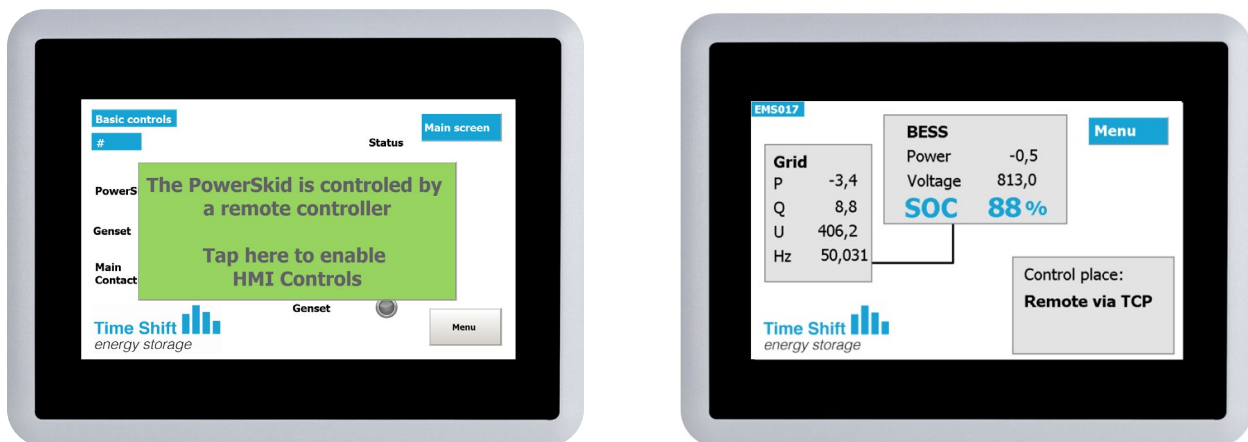 Basic controls
#
Status
Main screen
PowerS
The PowerSkid is controled by
a remote controller
Genset
Tap here to enable
HMI Controls
Main
Contact
Genset
Time Shift
energy storage
Menu
EMS017
BESS
Power -0,5
Voltage 813,0
SOC 88 %
Menu
Grid
P -3,4
Q 8,8
U 406,2
Hz 50,031
Control place:
Remote via TCP
Time Shift
energy storage